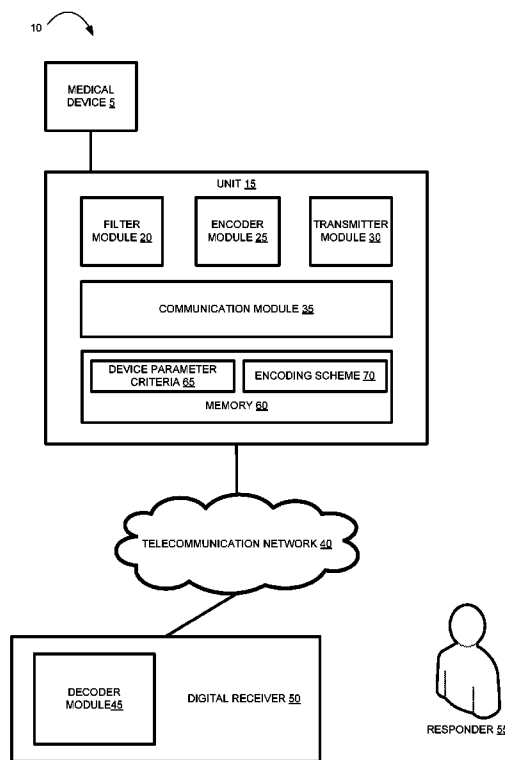 10
MEDICAL
DEVICE 5
UNIT 15
FILTER
MODULE 20
ENCODER
MODULE 25
TRANSMITTER
MODULE 30
COMMUNICATION MODULE 35
DEVICE PARAMETER
CRITERIA 65
ENCODING SCHEME 70
MEMORY 60
TELECOMMUNICATION NETWORK 40
DECODER
MODULE45
DIGITAL RECEIVER 50
RESPONDER 55